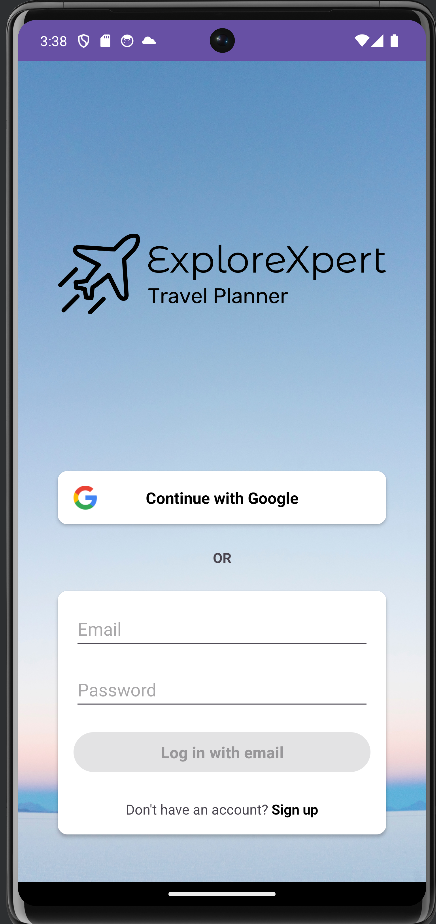 3:38
ExploreXpert
Travel Planner
Continue with Google
OR
Email
Password
Log in with email
Don't have an account? Sign up